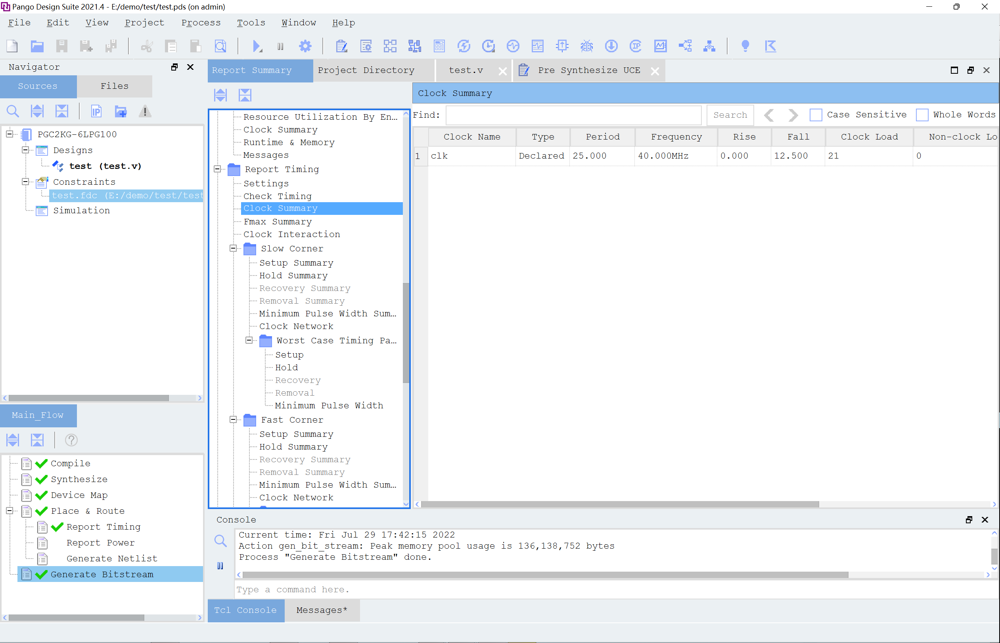 Pango Design Suite 2021.4 - E:/demo/test/test.pds (on admin)
File Edit View Project Process Tools Window Help
Navigator
Sources Files
IP
PGC2KG-6LPG100
Designs
test (test.v)
Constraints
test.fdc (E:/demo/test/test
Simulation
Main_Flow
Compile
Synthesize
Device Map
Place & Route
Report Timing
Report Power
Generate Netlist
Generate Bitstream
Report Summary Project Directory test.v Pre Synthesize UCE
Resource Utilization By En...
Clock Summary
Runtime & Memory
Messages
Report Timing
Settings
Check Timing
Clock Summary
Fmax Summary
Clock Interaction
Slow Corner
Setup Summary
Hold Summary
Recovery Summary
Removal Summary
Minimum Pulse Width Sum...
Clock Network
Worst Case Timing Pa...
Setup
Hold
Recovery
Removal
Minimum Pulse Width
Fast Corner
Setup Summary
Hold Summary
Recovery Summary
Removal Summary
Minimum Pulse Width Sum...
Clock Network
Clock Summary
Find: Search Case Sensitive Whole Words
Clock Name Type Period Frequency Rise Fall Clock Load Non-clock Lo
1 clk Declared 25.000 40.000MHz 0.000 12.500 21 0
Console
Current time: Fri Jul 29 17:42:15 2022
Action gen_bit_stream: Peak memory pool usage is 136,138,752 bytes
Process "Generate Bitstream" done.
Type a command here.
Tcl Console Messages*